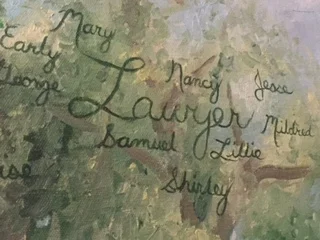 Mary
Early
Nancy Jesse
George
Lawyer
Mildred
Samuel Lillie
Shirley